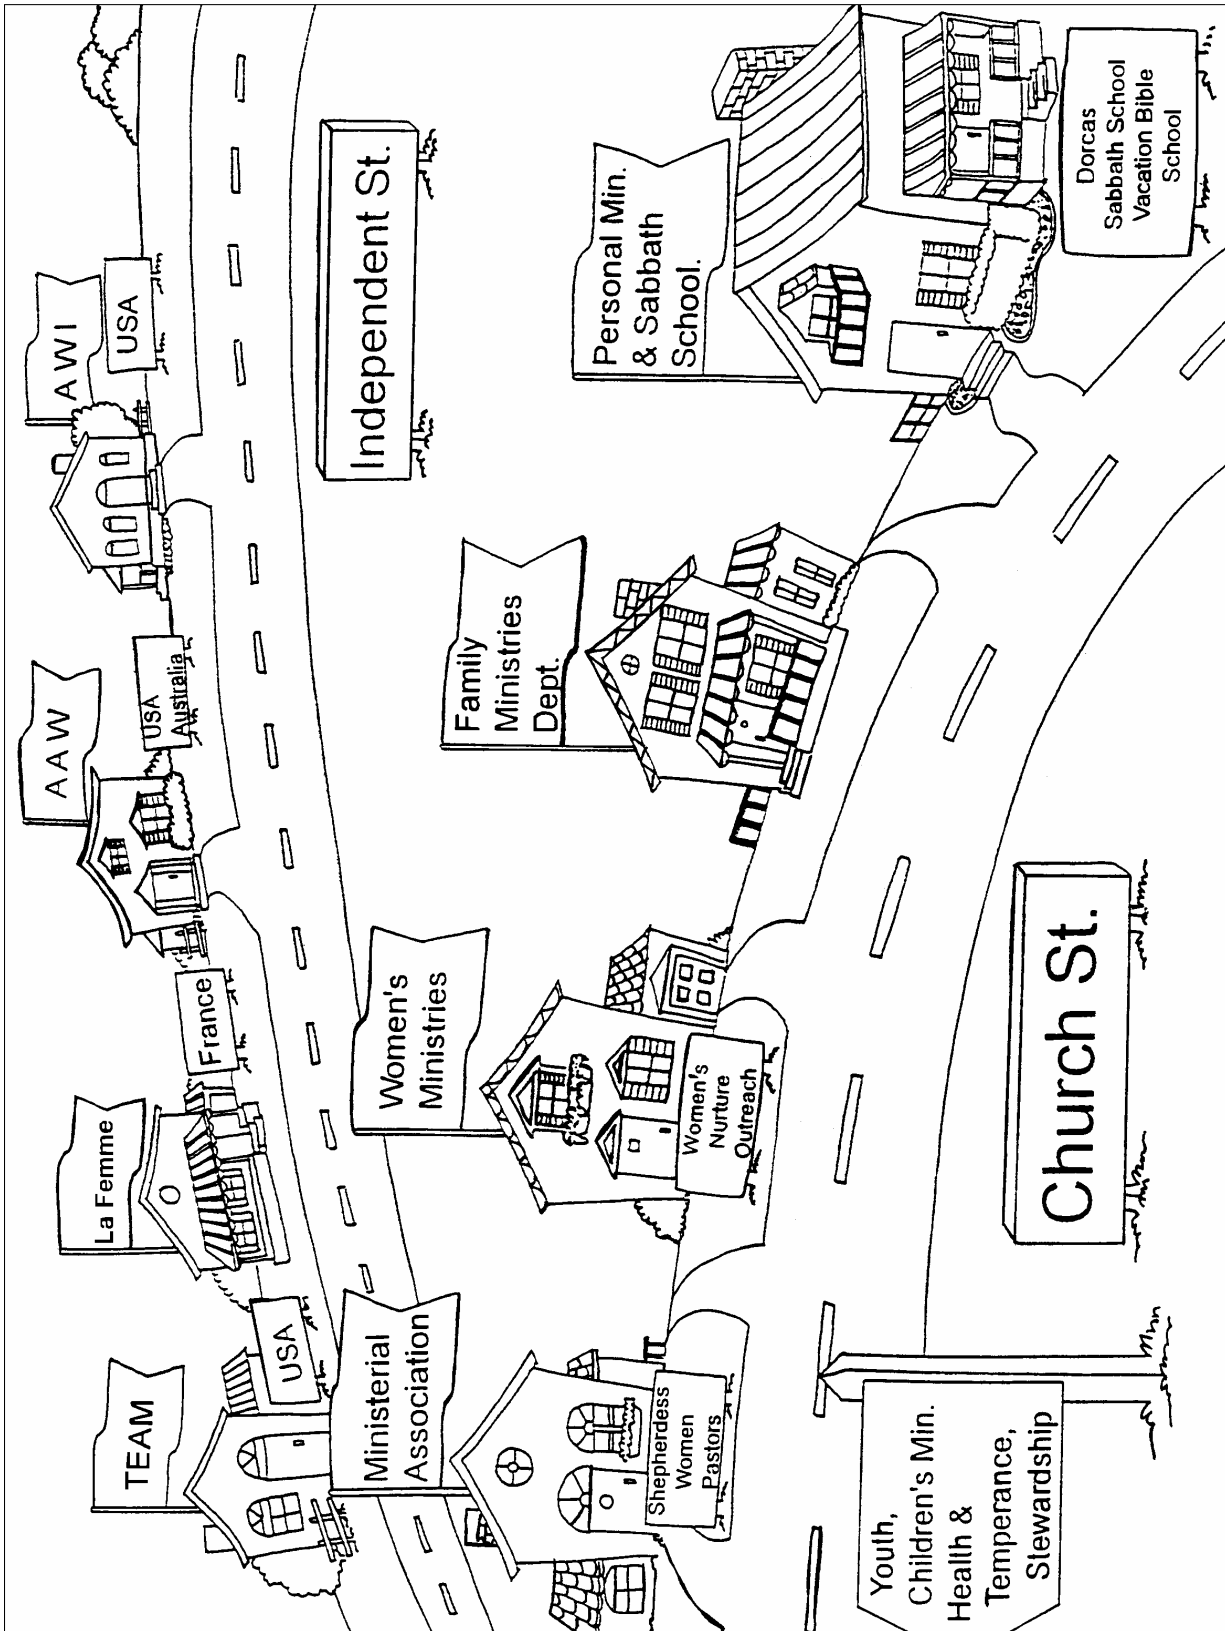 TEAM
USA
La Femme
France
A A W
USA
Australia
A W I
USA
Independent St.
Ministerial
Association
Shepherdess
Women
Pastors
Women's
Ministries
Women's
Nurture
Outreach
Family
Ministries
Dept.
Personal Min.
& Sabbath
School.
Dorcas
Sabbath School
Vacation Bible
School
Youth,
Children's Min.
Health &
Temperance,
Stewardship
Church St.